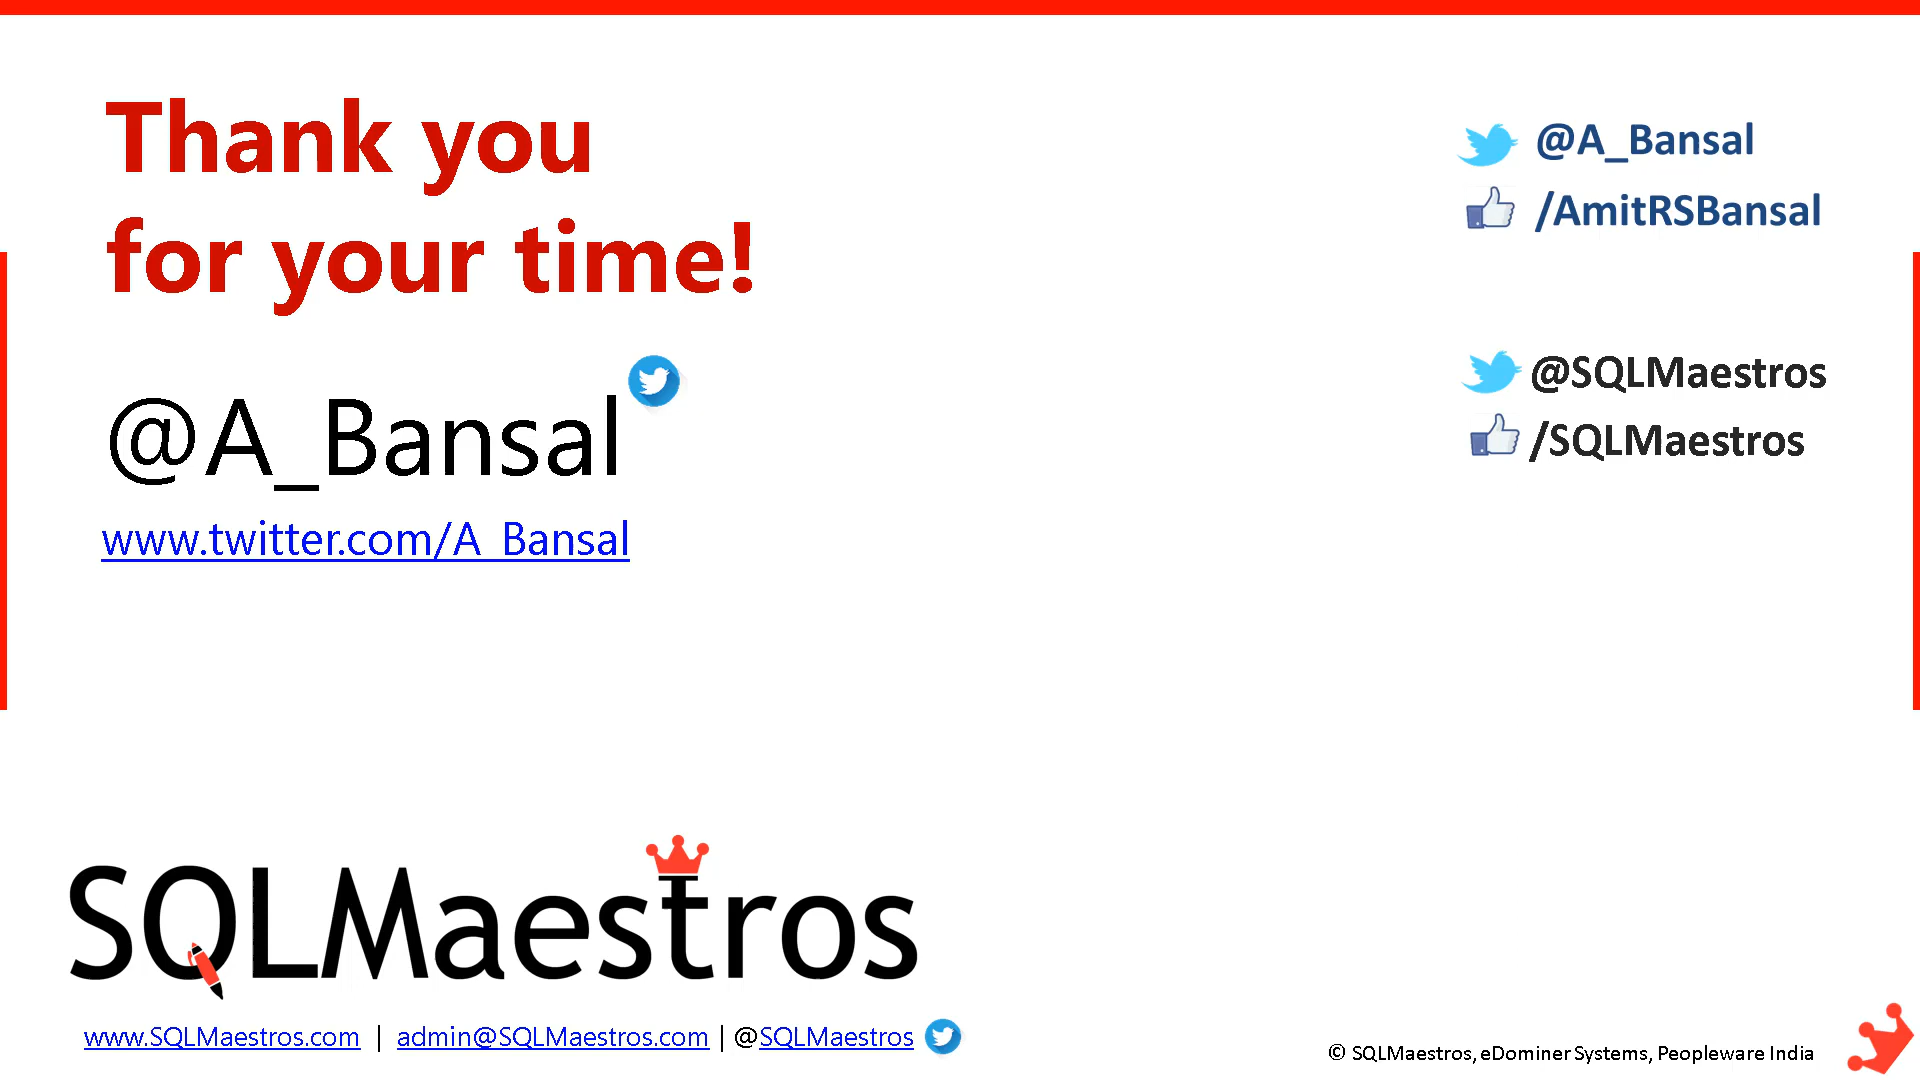 Thank you
for your time!
@A_Bansal
www.twitter.com/A_Bansal
@A_Bansal
/AmitRSBansal
@SQLMaestros
/SQLMaestros
SQLMaestros
www.SQLMaestros.com | admin@SQLMaestros.com | @SQLMaestros
© SQLMaestros, eDominer Systems, Peopleware India